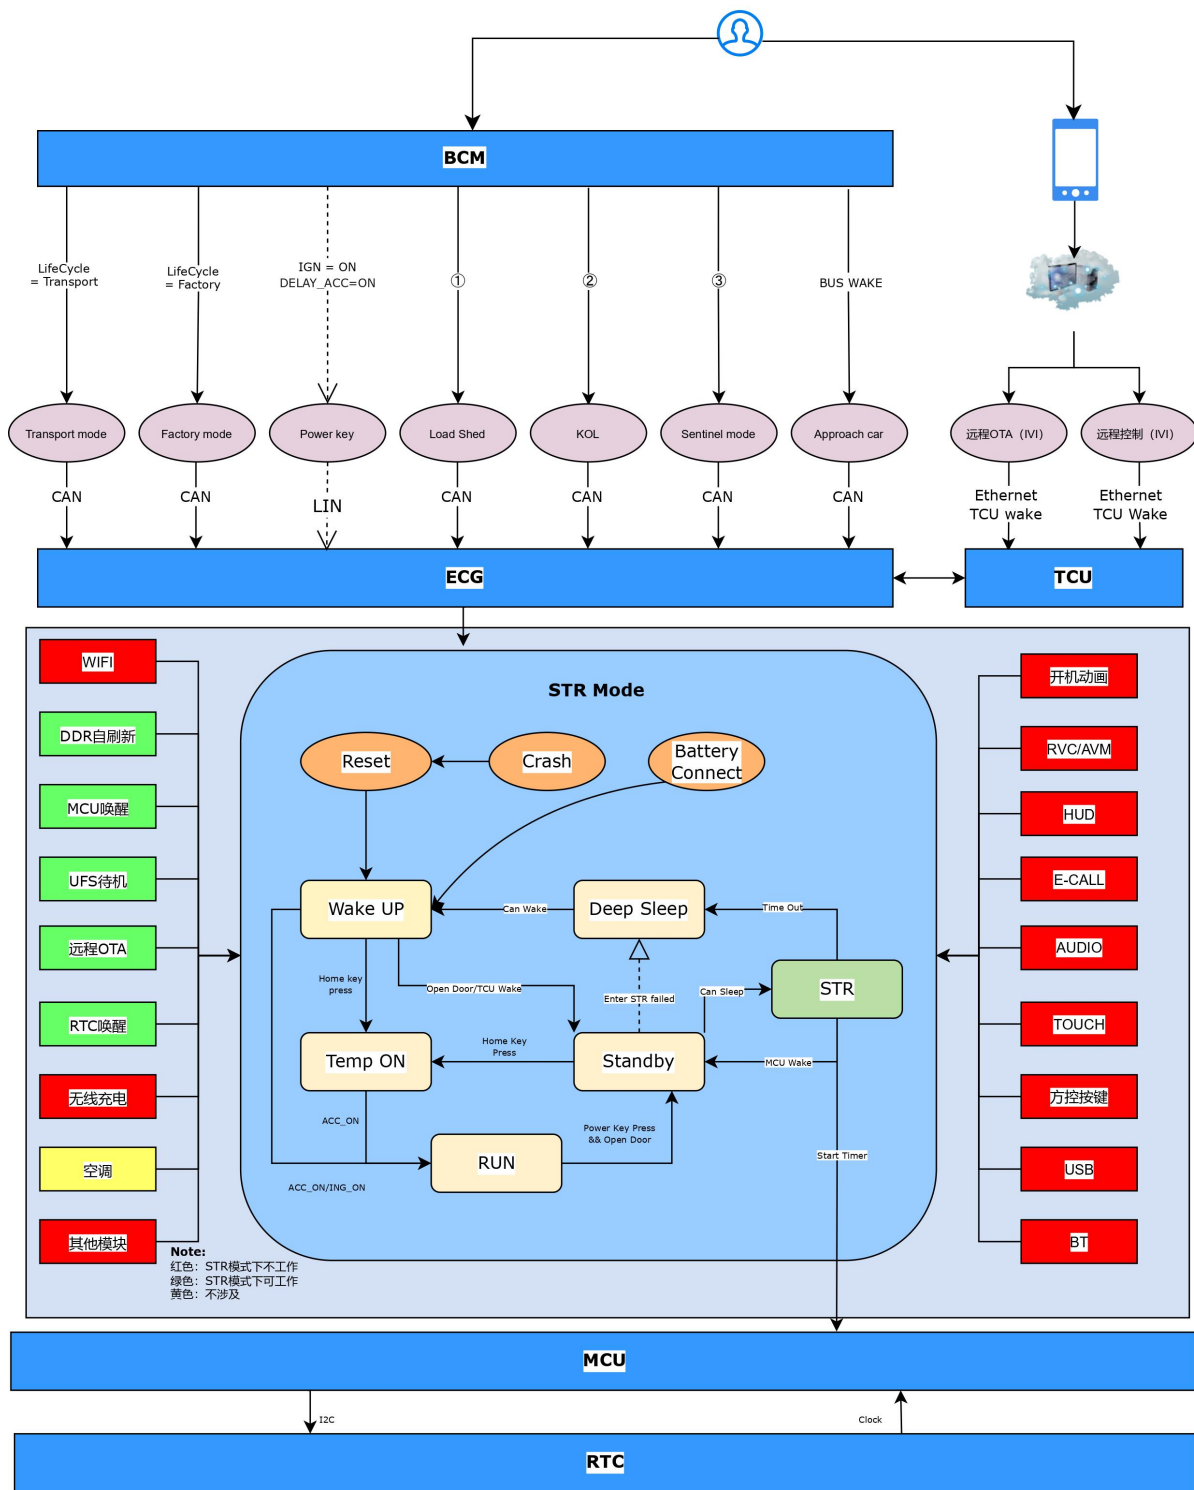 BCM
LifeCycle
= Transport
LifeCycle
= Factory
IGN = ON
DELAY_ACC=ON
①
②
③
BUS WAKE
Transport mode
Factory mode
Power key
Load Shed
KOL
Sentinel mode
Approach car
远程OTA（IVI）
远程控制（IVI）
CAN
CAN
LIN
CAN
CAN
CAN
CAN
Ethernet
TCU wake
Ethernet
TCU Wake
ECG
TCU
WIFI
DDR自刷新
MCU唤醒
UFS待机
远程OTA
RTC唤醒
无线充电
空调
其他模块
STR Mode
Reset
Crash
Battery
Connect
Wake UP
Can Wake
Deep Sleep
Time Out
Home key
press
Open Door/TCU Wake
Enter STR failed
Can Sleep
STR
Temp ON
Home Key
Press
Standby
MCU Wake
ACC_ON
Power Key Press
&& Open Door
RUN
Start Timer
ACC_ON/ING_ON
开机动画
RVC/AVM
HUD
E-CALL
AUDIO
TOUCH
方控按键
USB
BT
Note:
红色：STR模式下不工作
绿色：STR模式下可工作
黄色：不涉及
MCU
I2C
Clock
RTC